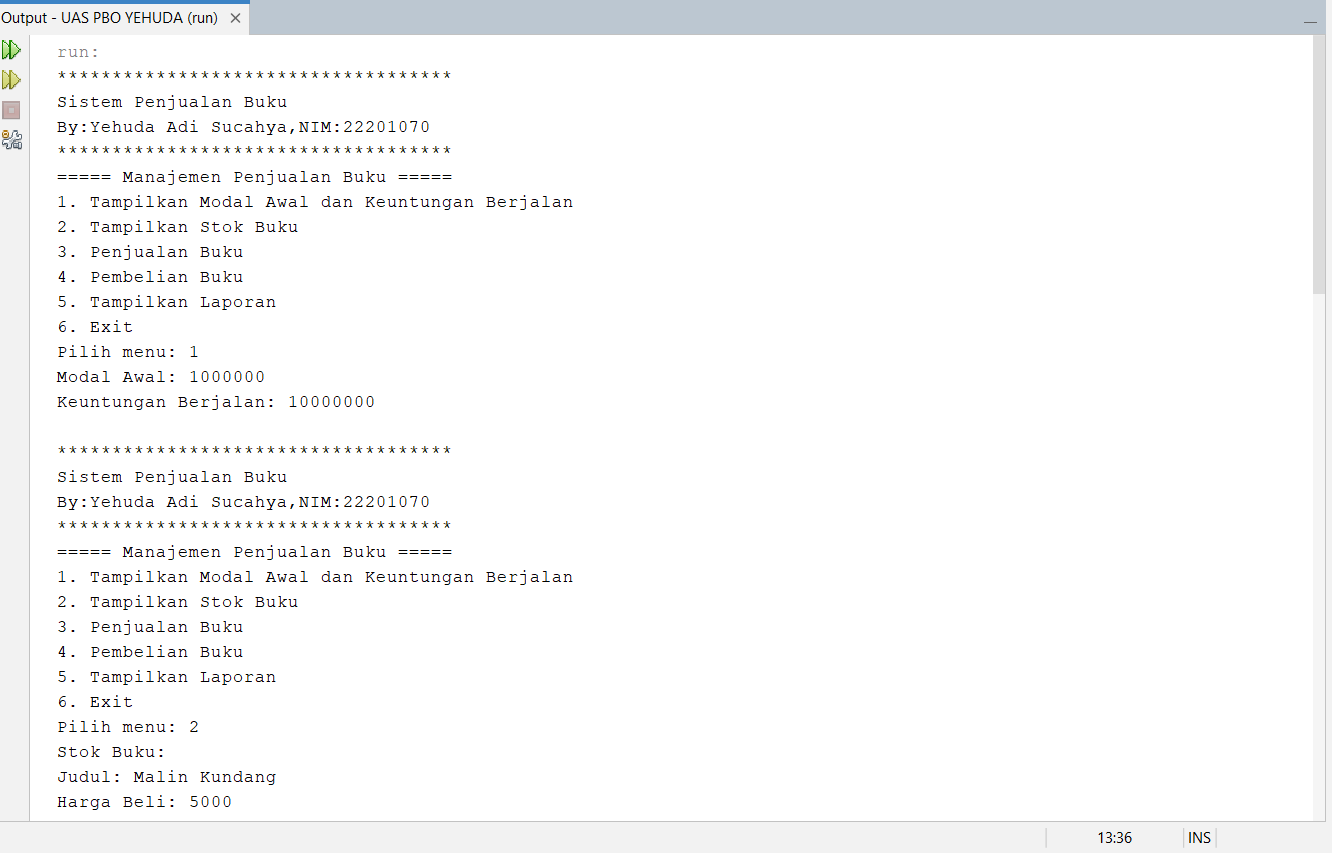 Output - UAS PBO YEHUDA (run)
run:
************************************
Sistem Penjualan Buku
By:Yehuda Adi Sucahya,NIM:22201070
************************************
===== Manajemen Penjualan Buku =====
1. Tampilkan Modal Awal dan Keuntungan Berjalan
2. Tampilkan Stok Buku
3. Penjualan Buku
4. Pembelian Buku
5. Tampilkan Laporan
6. Exit
Pilih menu: 1
Modal Awal: 1000000
Keuntungan Berjalan: 10000000
************************************
Sistem Penjualan Buku
By:Yehuda Adi Sucahya,NIM:22201070
************************************
===== Manajemen Penjualan Buku =====
1. Tampilkan Modal Awal dan Keuntungan Berjalan
2. Tampilkan Stok Buku
3. Penjualan Buku
4. Pembelian Buku
5. Tampilkan Laporan
6. Exit
Pilih menu: 2
Stok Buku:
Judul: Malin Kundang
Harga Beli: 5000
13:36 INS